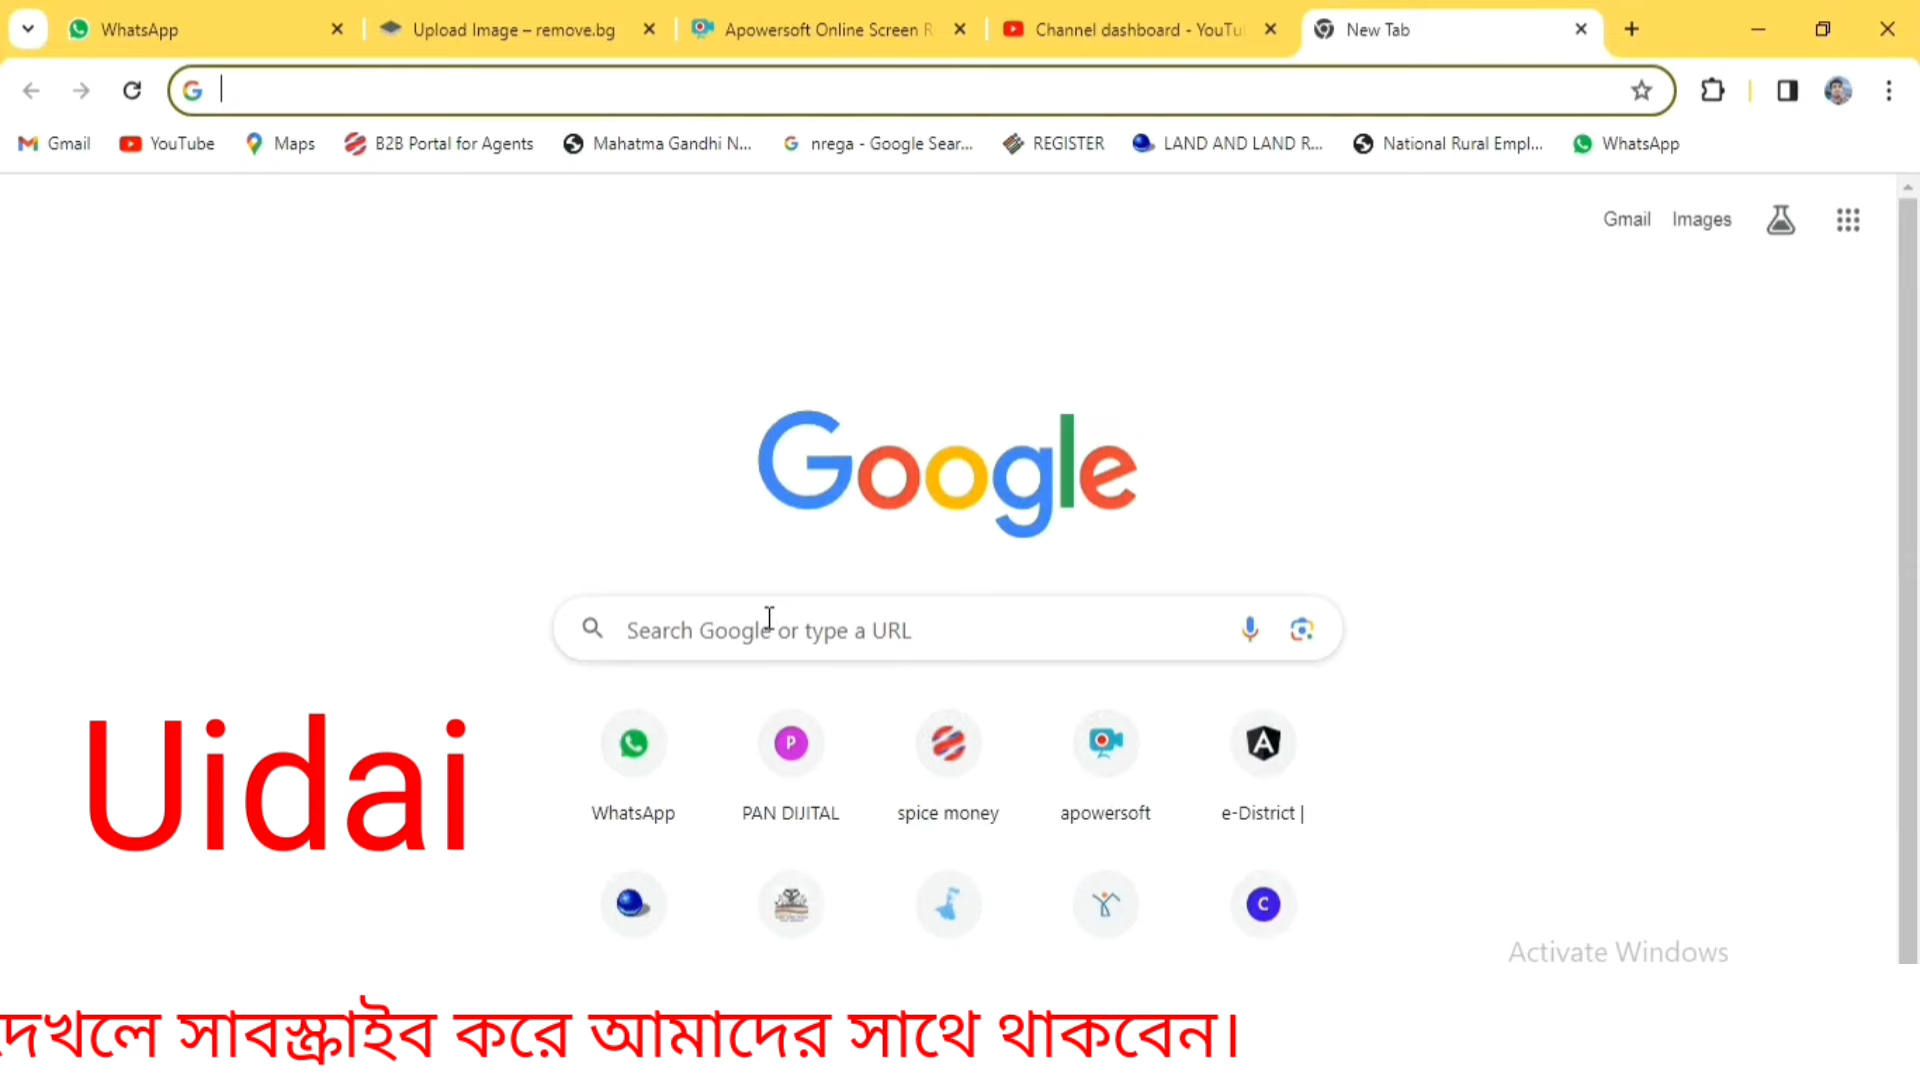 WhatsApp
Upload Image – remove.bg
Apowersoft Online Screen R
Channel dashboard - YouTu
New Tab
Gmail
YouTube
Maps
B2B Portal for Agents
Mahatma Gandhi N...
nrega - Google Sear...
REGISTER
LAND AND LAND R...
National Rural Empl...
WhatsApp
Gmail Images
Google
Search Google or type a URL
Uidai
WhatsApp
PAN DIJITAL
spice money
apowersoft
e-District |
Activate Windows
সাবস্ক্রাইব করে আমাদের সাথে থাকবেন।